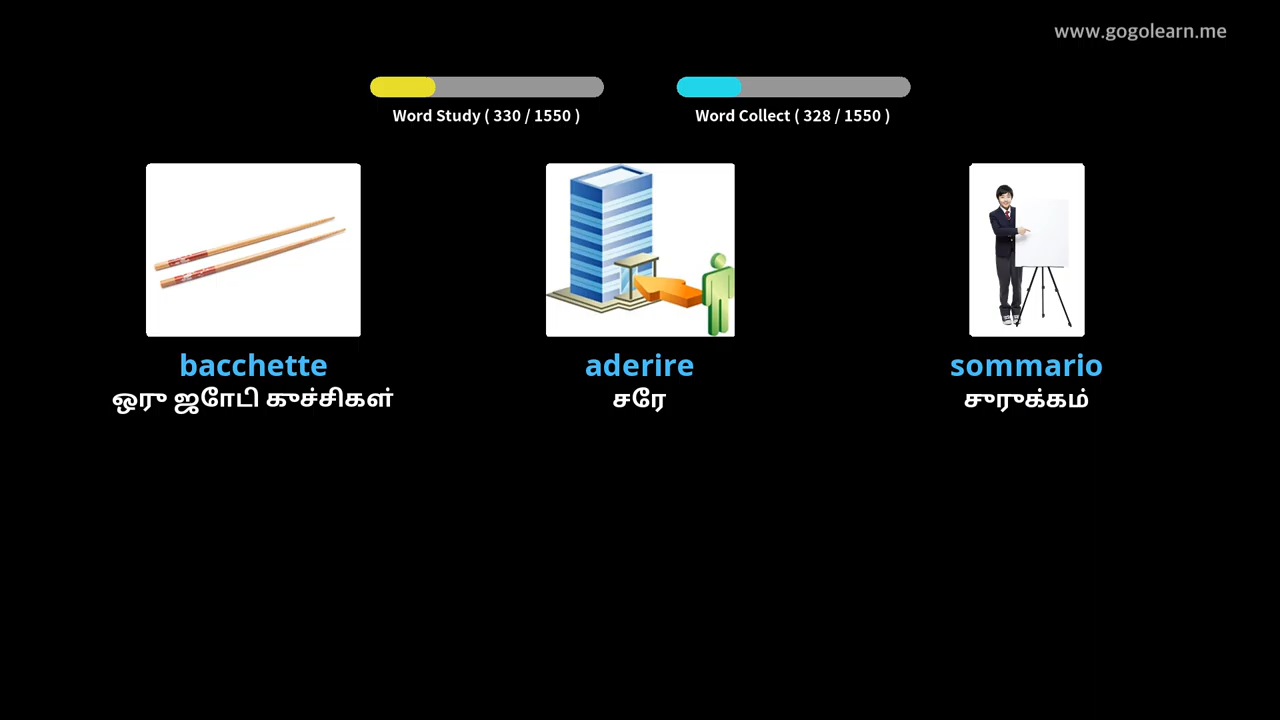 www.gogolearn.me
Word Study ( 330 / 1550 )
Word Collect ( 328 / 1550 )
bacchette
ஒரு ஜோடி குச்சிகள்
aderire
சரே
sommario
சுருக்கம்